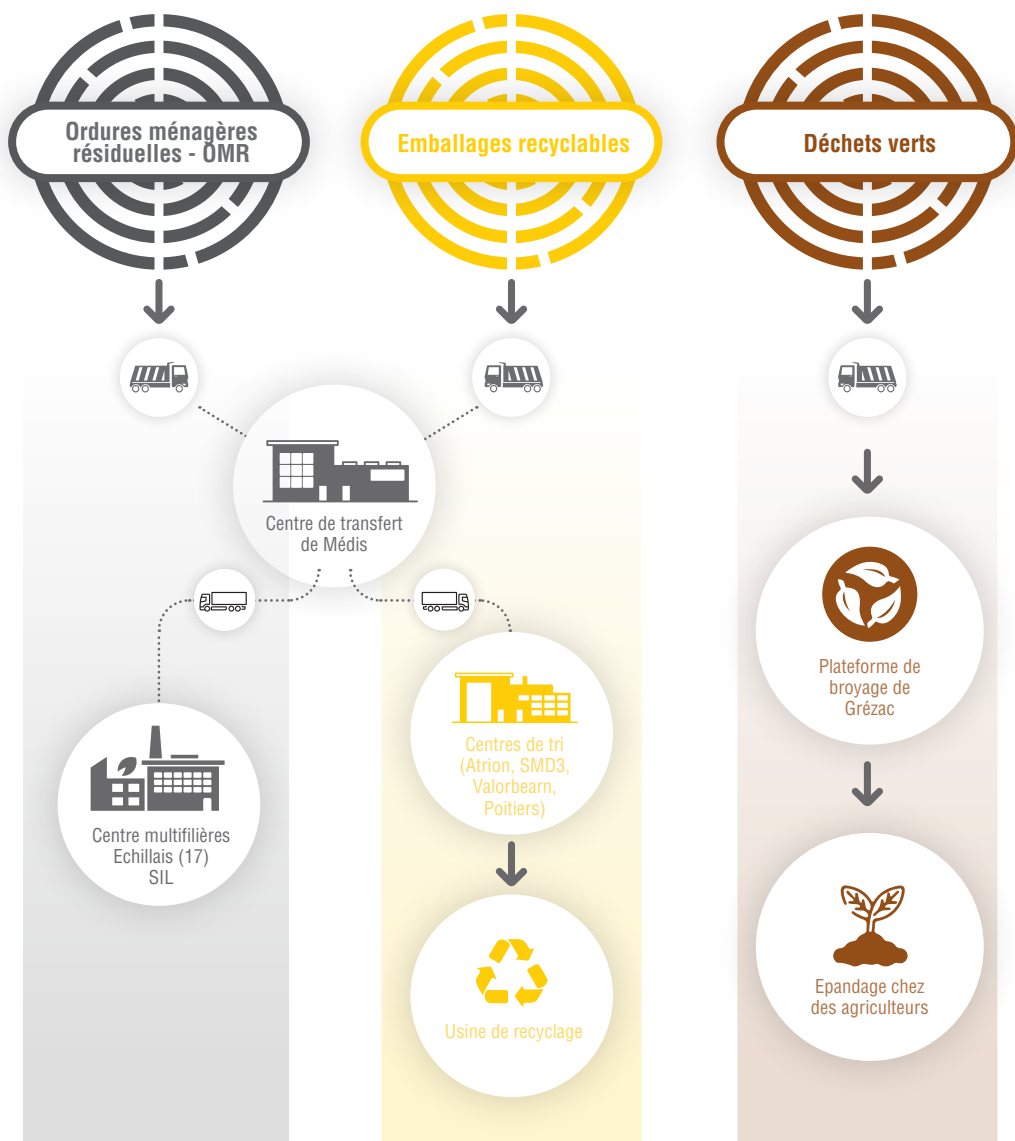 Ordures ménagères
résiduelles - OMR
Emballages recyclables
Déchets verts
Centre de transfert
de Médis
Plateforme de
broyage de
Grézac
Centres de tri
(Atrion, SMD3,
Valorbearn,
Poitiers)
Centre multifilières
Echillais (17)
SIL
Usine de recyclage
Epandage chez
des agriculteurs